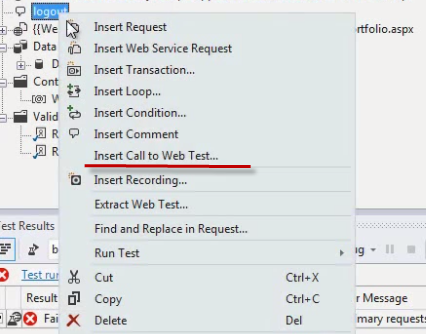 logout
{{We
rtfolio.aspx
Data
D
Cont
W
Valid
R
R
Insert Request
Insert Web Service Request
Insert Transaction...
Insert Loop...
Insert Condition...
Insert Comment
Insert Call to Web Test...
Insert Recording...
Extract Web Test...
Find and Replace in Request...
Run Test
Cut Ctrl+X
Copy Ctrl+C
Delete Del
est Results
b
g
Test run
Result
r Message
Fai
mary requests